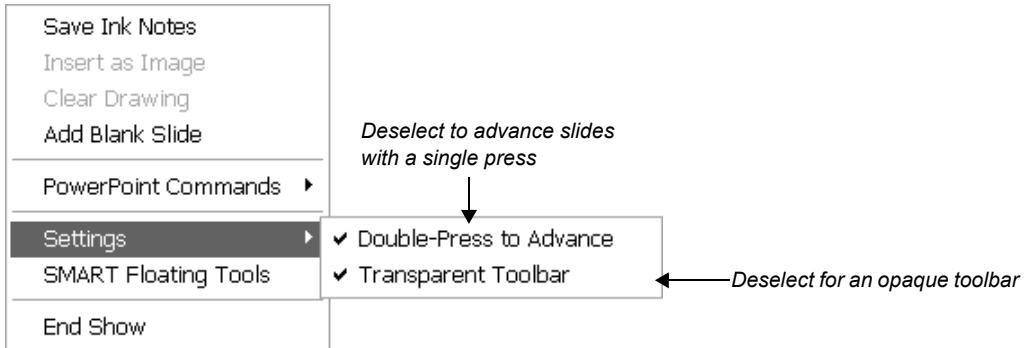 Save Ink Notes
Insert as Image
Clear Drawing
Add Blank Slide
Deselect to advance slides
with a single press
PowerPoint Commands
Settings
Double-Press to Advance
SMART Floating Tools
Transparent Toolbar
Deselect for an opaque toolbar
End Show